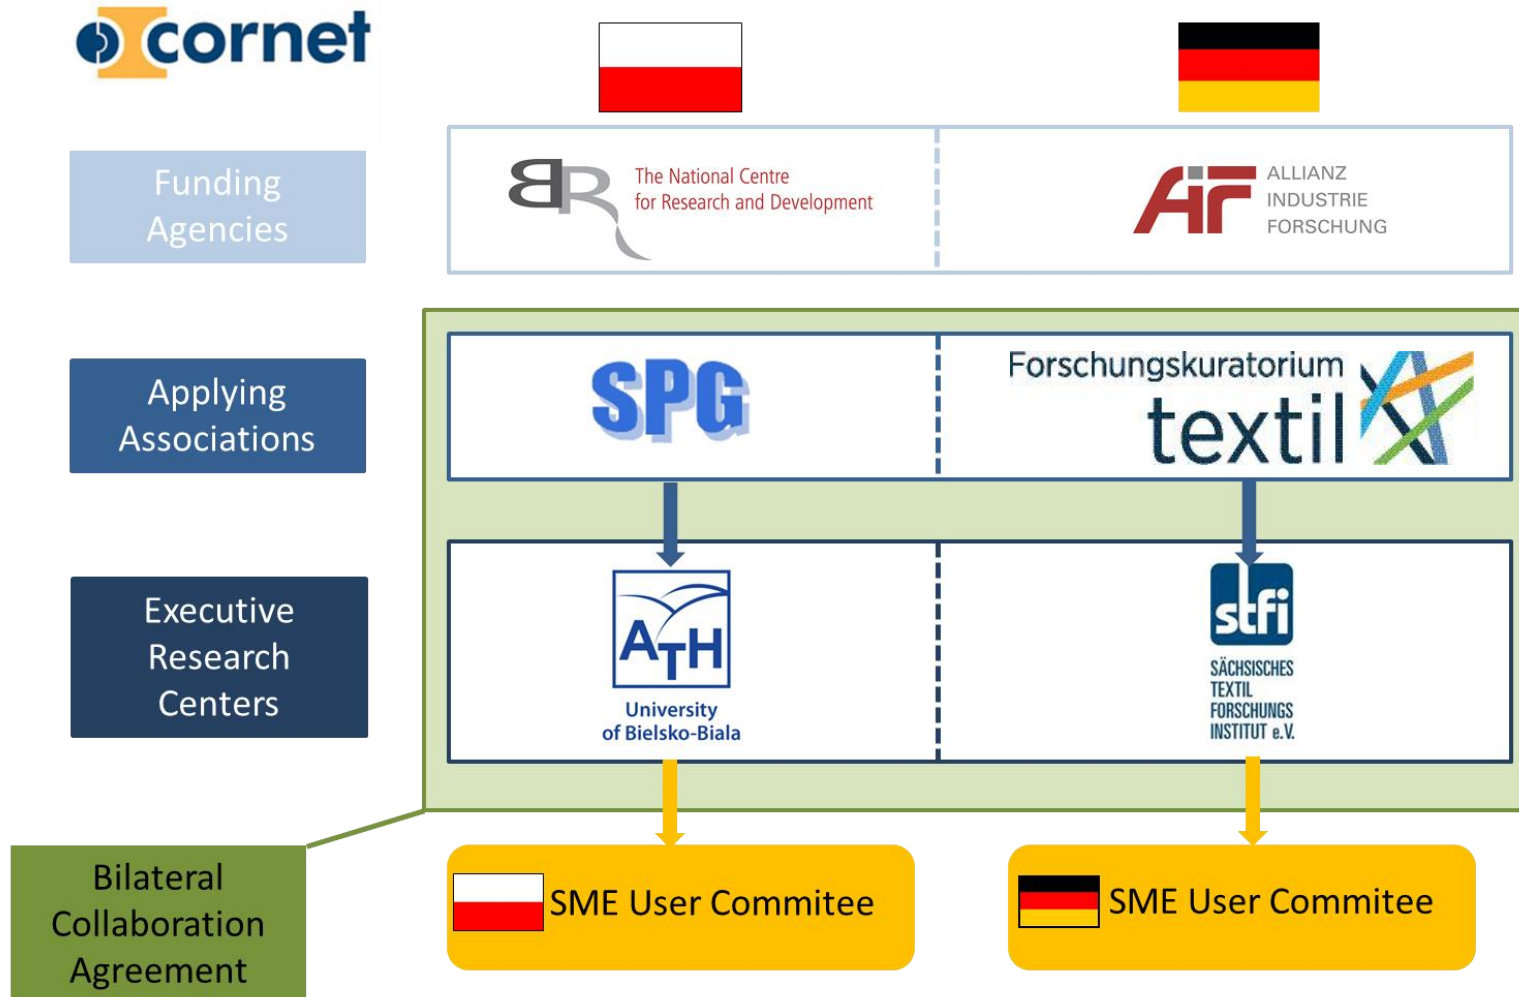 cornet
Funding
Agencies
BR
The National Centre
for Research and Development
AiF
ALLIANZ
INDUSTRIE
FORSCHUNG
Applying
Associations
SPG
Forschungskuratorium
textil
Executive
Research
Centers
ATH
University
of Bielsko-Biala
stfi
SÄCHSISCHES
TEXTIL
FORSCHUNGS
INSTITUT e.V.
Bilateral
Collaboration
Agreement
SME User Commitee
SME User Commitee